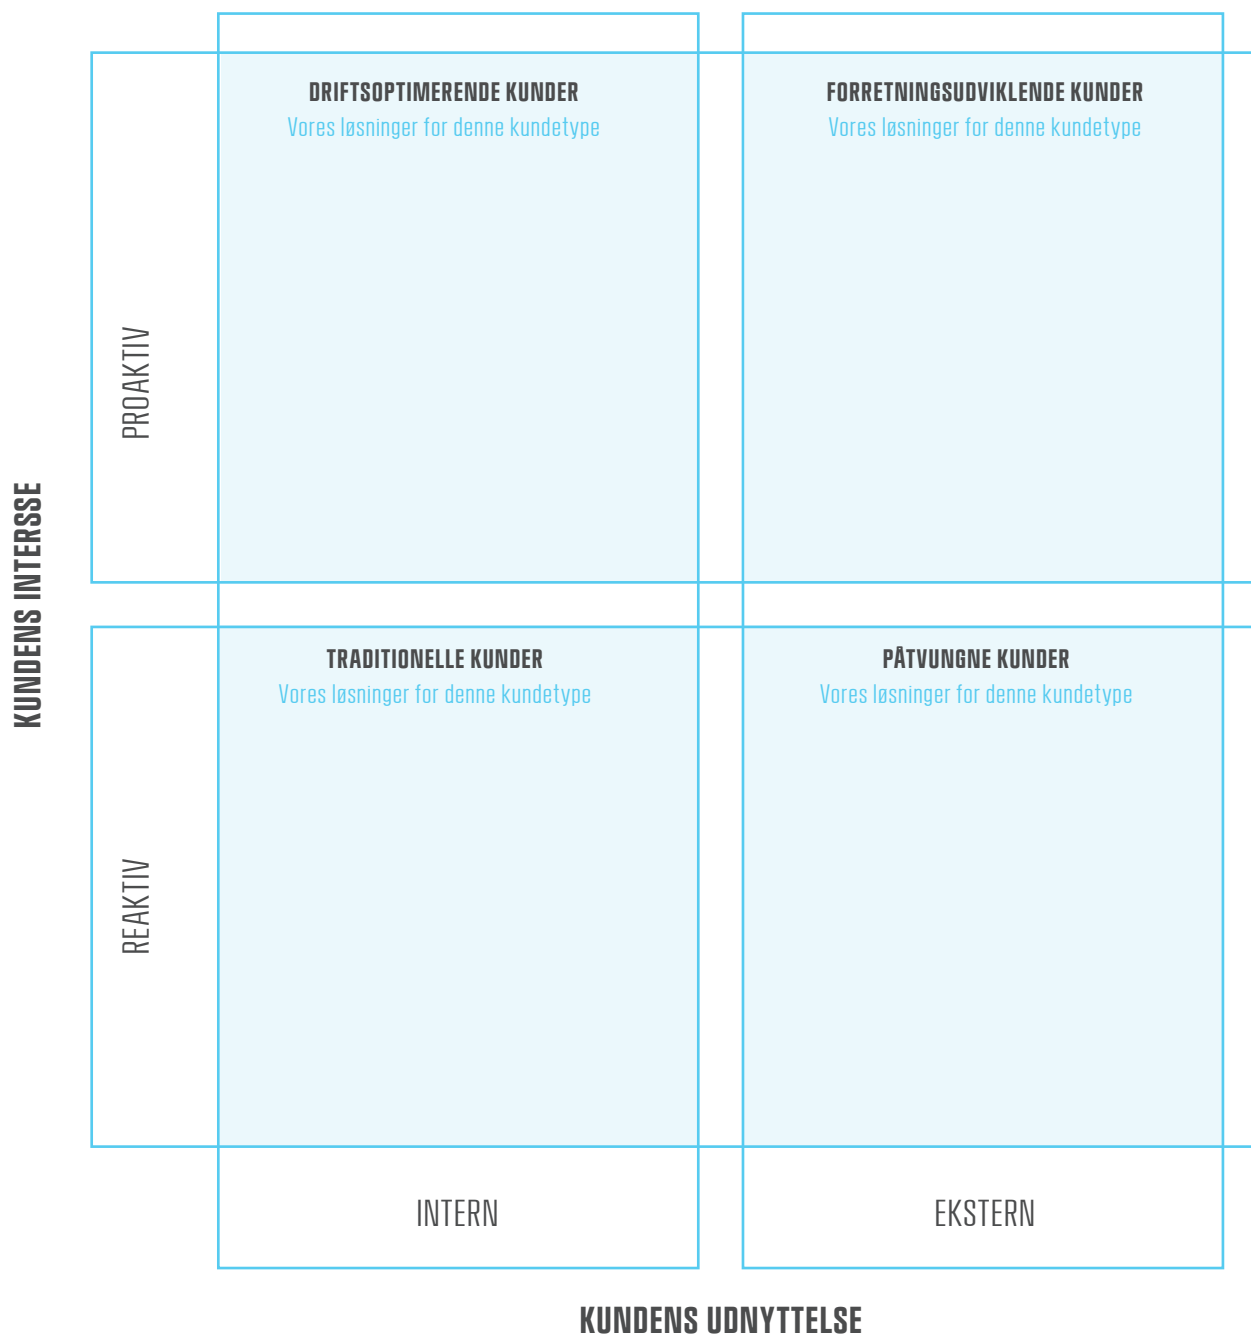 DRIFTSOPTIMERENDE KUNDER
Vores løsninger for denne kundetype
FORRETNINGSUDVIKLENDE KUNDER
Vores løsninger for denne kundetype
PROAKTIV
KUNDENS INTERSSE
TRADITIONELLE KUNDER
Vores løsninger for denne kundetype
PÅTVUNGNE KUNDER
Vores løsninger for denne kundetype
REAKTIV
INTERN
EKSTERN
KUNDENS UDNYTTELSE